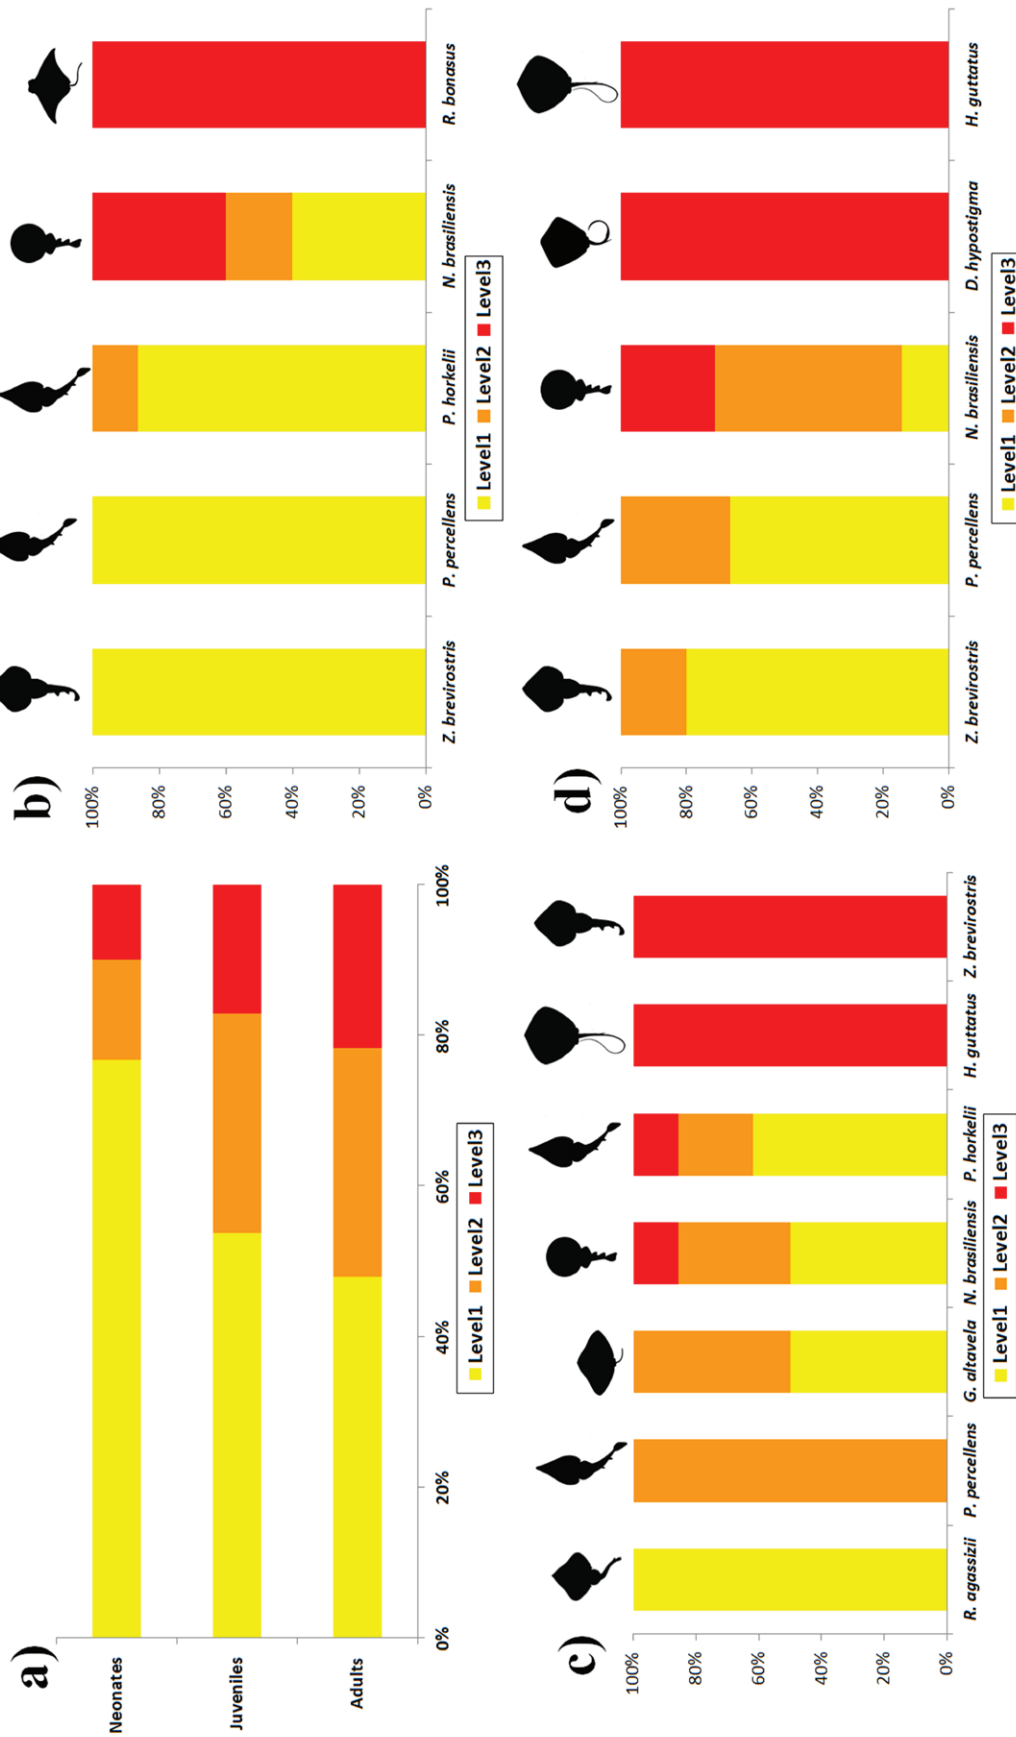 a)
Neonates
Juveniles
Adults
0% 20% 40% 60% 80% 100%
Level1 Level2 Level3
b)
100%
80%
60%
40%
20%
0%
Z. brevirostris P. percellens P. horkelii N. brasiliensis R. bonasus
Level1 Level2 Level3
c)
100%
80%
60%
40%
20%
0%
R. agassizii P. percellens G. altavela N. brasiliensis P. horkelii H. guttatus Z. brevirostris
Level1 Level2 Level3
d)
100%
80%
60%
40%
20%
0%
Z. brevirostris P. percellens N. brasiliensis D. hypostigma H. guttatus
Level1 Level2 Level3